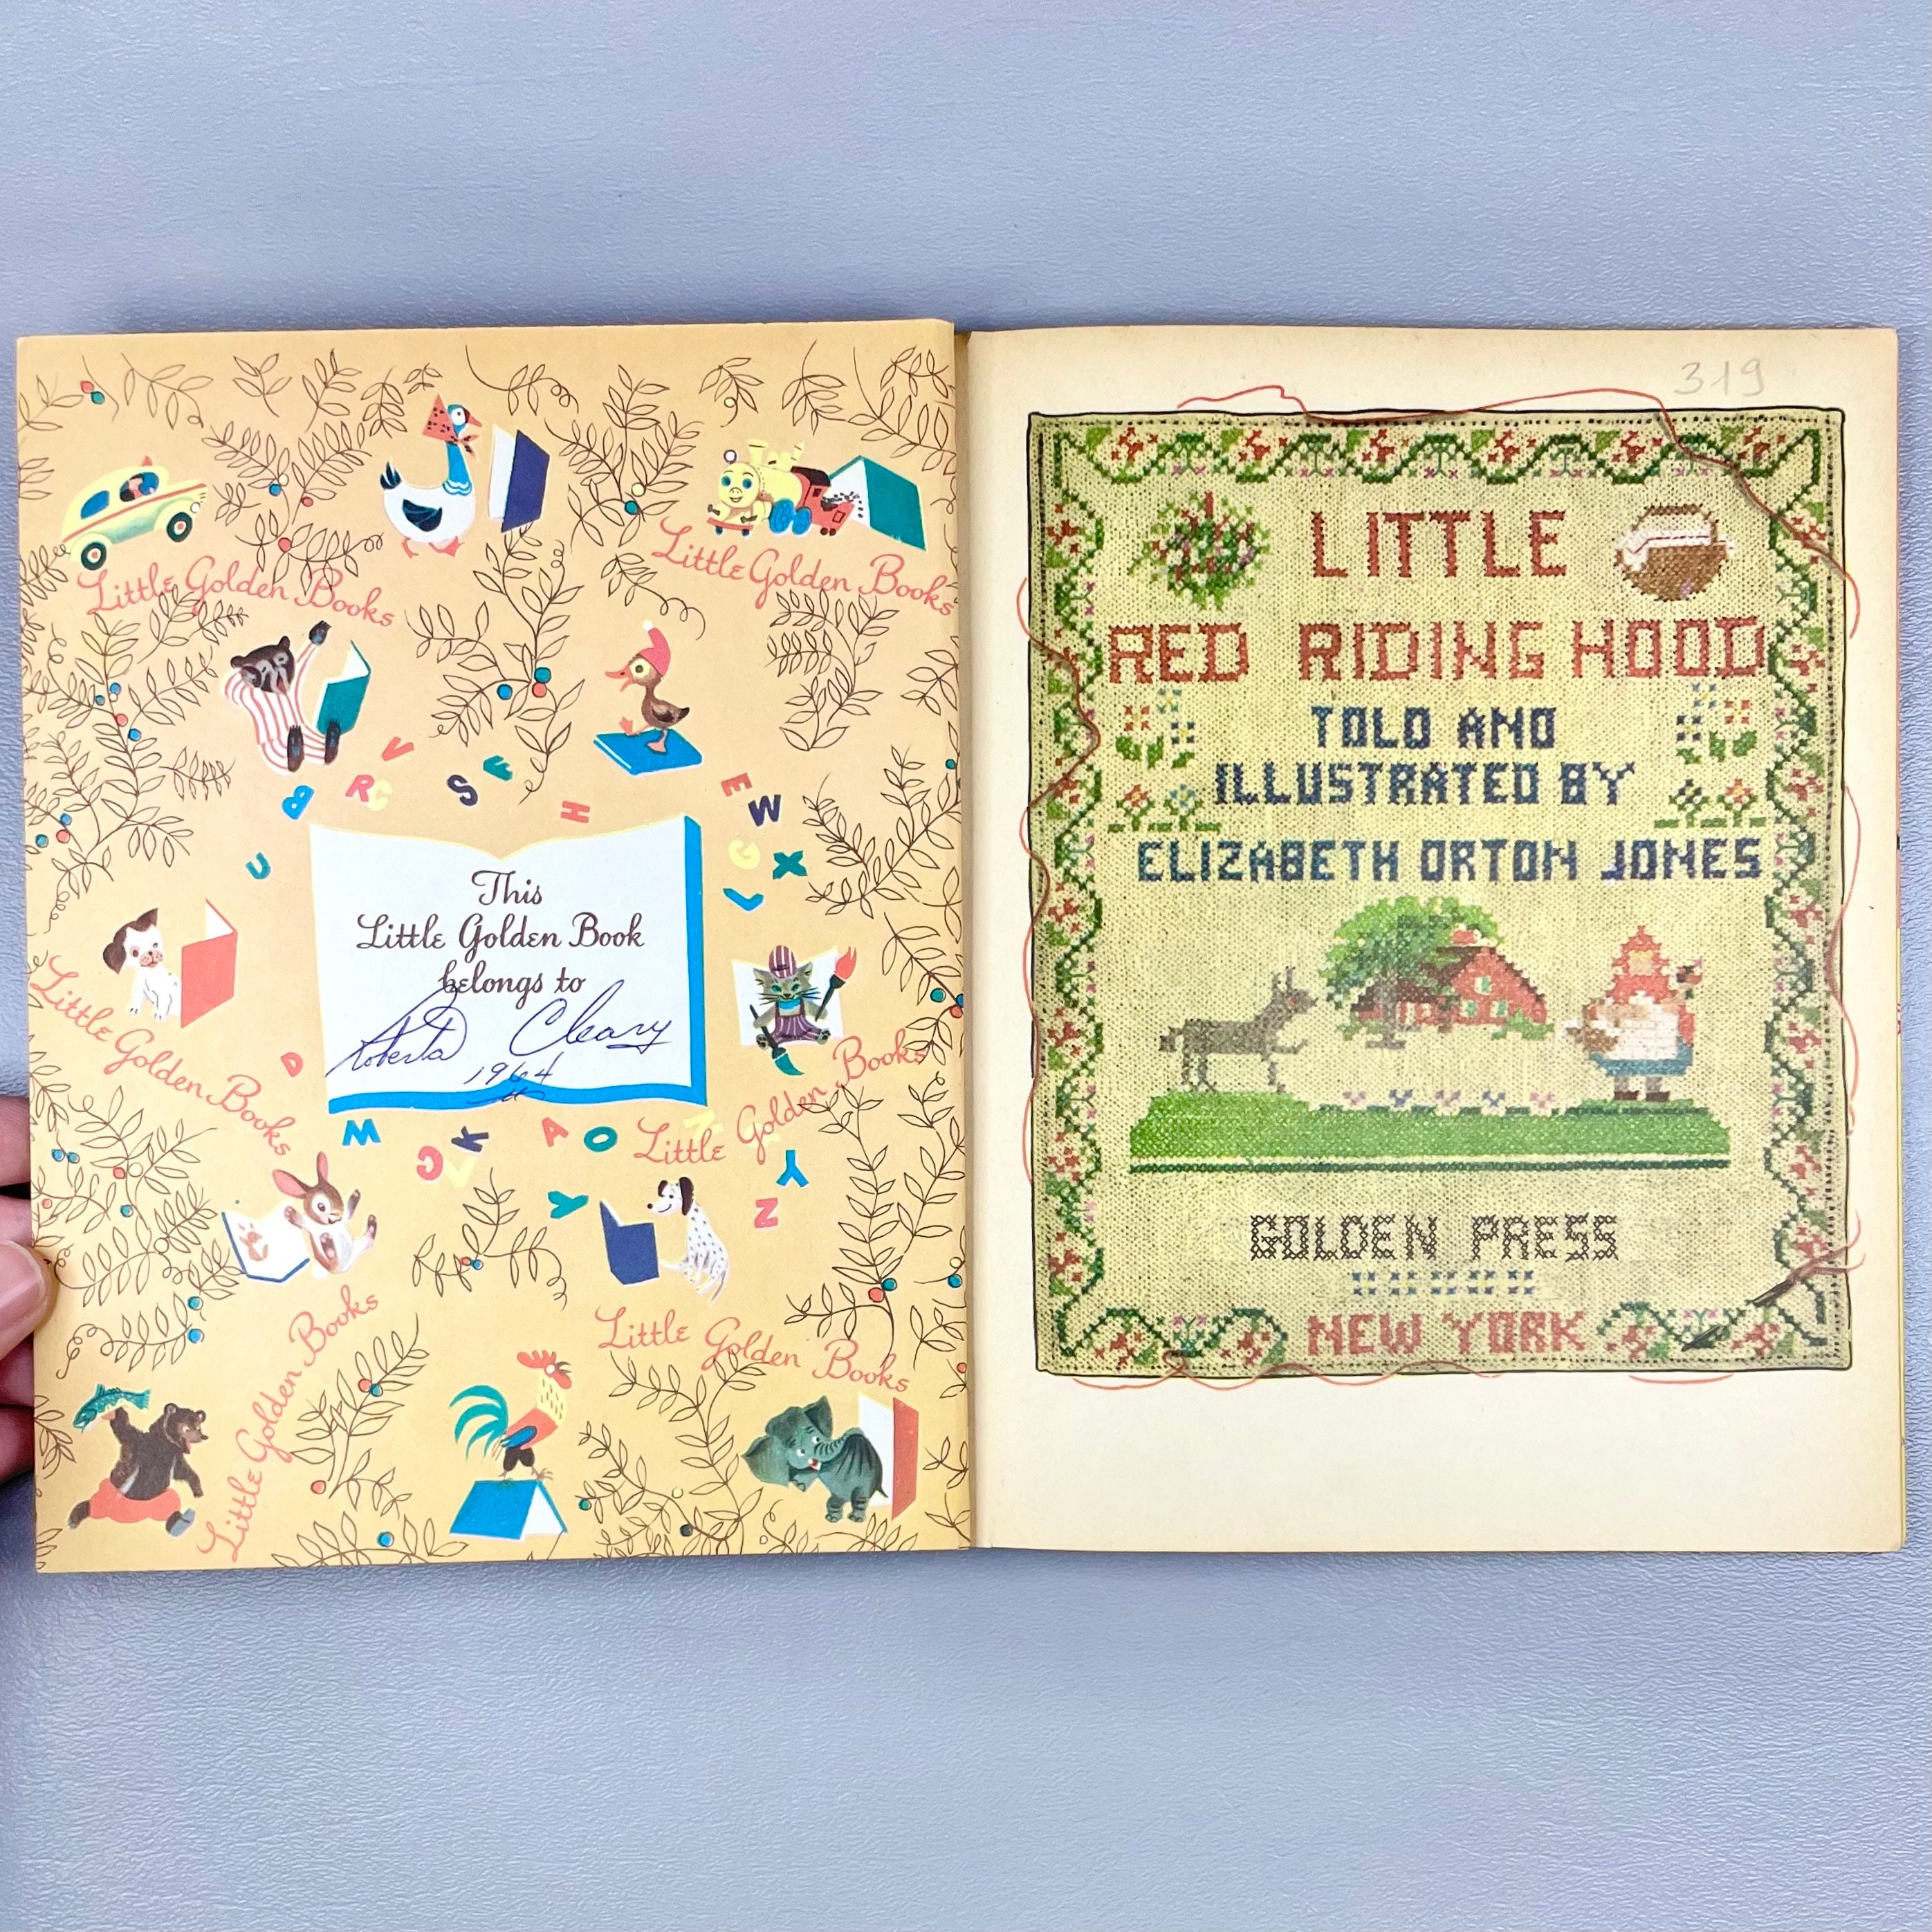 Little Golden Books
Little Golden Books
V
R
C
S
F
B
H
E
W
G
X
L
U
This
Little Golden Book
belongs to
Roberta Cleary
1964
Little Golden Books
D
Little Golden Books
W
K
C
A
O
Y
Y
Z
Little Golden Books
Little Golden Books
319
LITTLE
RED RIDING HOOD
TOLD AND
ILLUSTRATED BY
ELIZABETH ORTON JONES
GOLDEN PRESS
NEW YORK